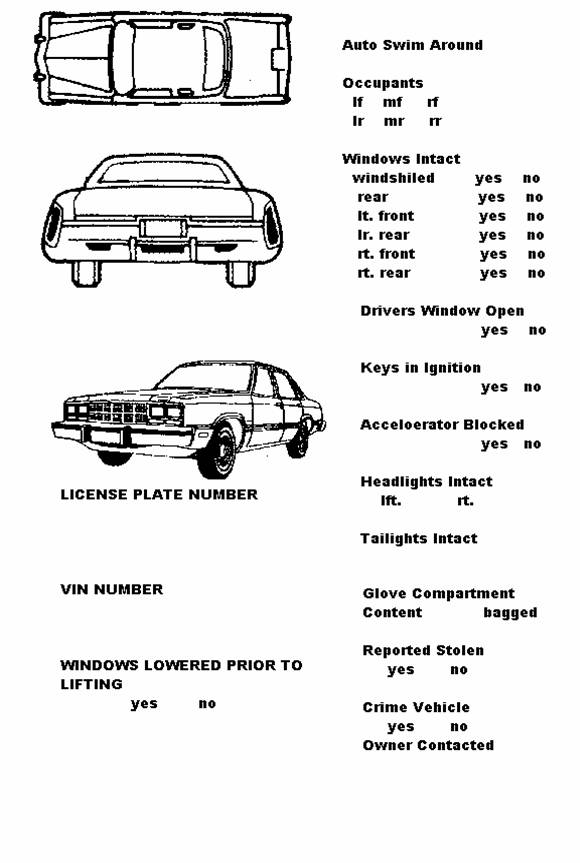 Auto Swim Around
Occupants
lf mf rf
lr mr rr
Windows Intact
windshiled yes no
rear yes no
lt. front yes no
lr. rear yes no
rt. front yes no
rt. rear yes no
Drivers Window Open
yes no
Keys in Ignition
yes no
Acceloerator Blocked
yes no
Headlights Intact
lft. rt.
Tailights Intact
Glove Compartment
Content bagged
Reported Stolen
yes no
Crime Vehicle
yes no
Owner Contacted
LICENSE PLATE NUMBER
VIN NUMBER
WINDOWS LOWERED PRIOR TO
LIFTING
yes no